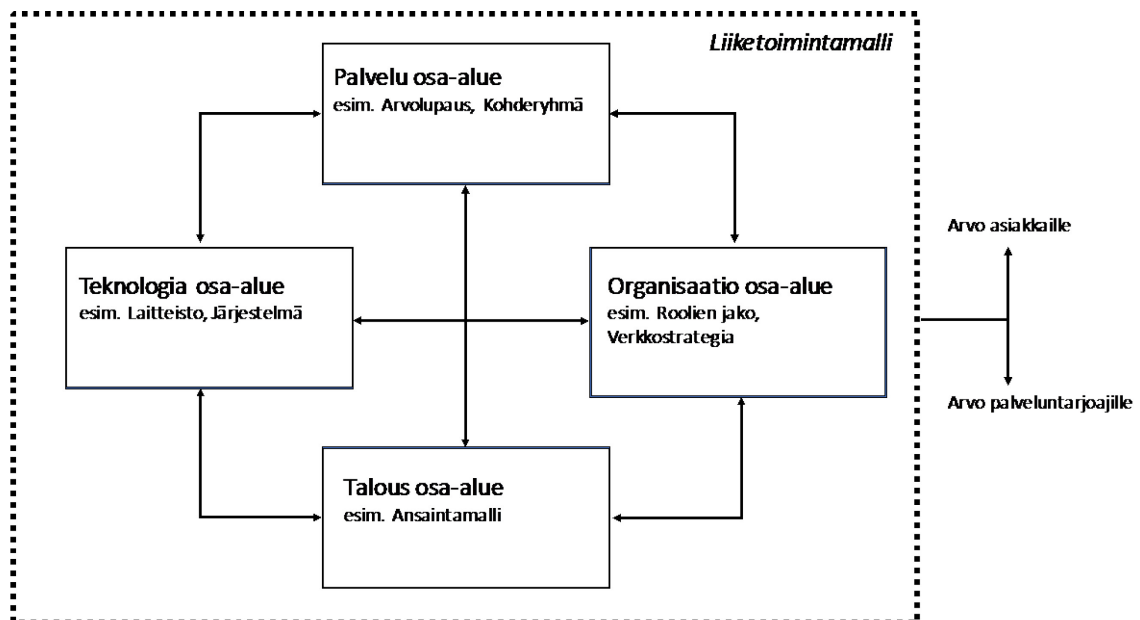 Liiketoimintamalli
Palvelu osa-alue
esim. Arvolupaus, Kohderyhmä
Teknologia osa-alue
esim. Laitteisto, Järjestelmä
Organisaatio osa-alue
esim. Roolien jako,
Verkkostrategia
Talous osa-alue
esim. Ansaintamalli
Arvo asiakkaille
Arvo palveluntarjoajille